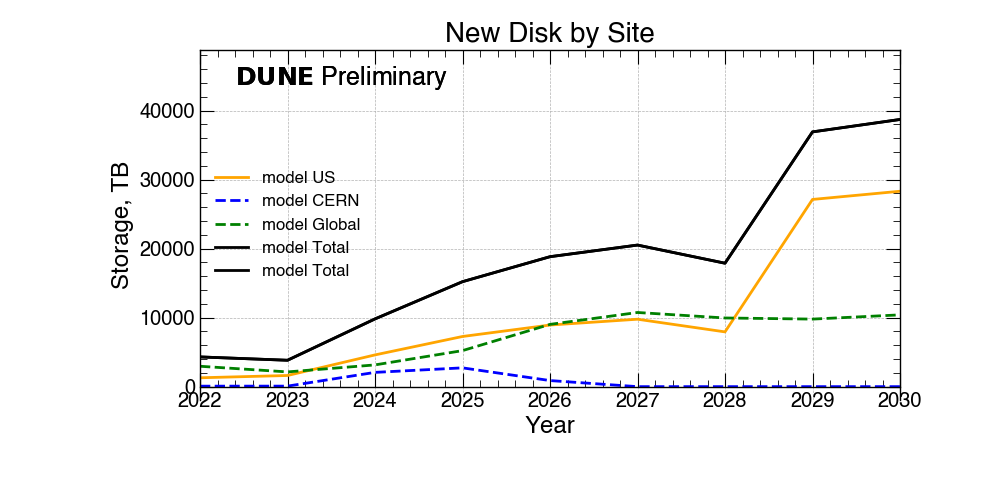 New Disk by Site
DUNE Preliminary
Storage, TB
40000
30000
20000
10000
0
model US
model CERN
model Global
model Total
model Total
2022 2023 2024 2025 2026 2027 2028 2029 2030
Year